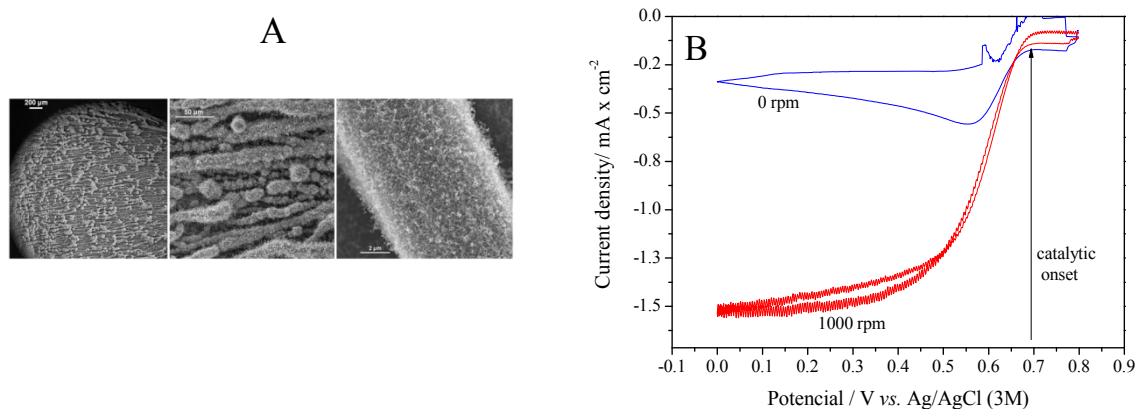 A
200 µm
50 µm
2 µm
B
0.0
-0.2
-0.5
-0.8
-1.0
-1.3
-1.5
Current density/ mA x cm-2
0 rpm
1000 rpm
catalytic
onset
-0.1 0.0 0.1 0.2 0.3 0.4 0.5 0.6 0.7 0.8 0.9
Potencial / V vs. Ag/AgCl (3M)